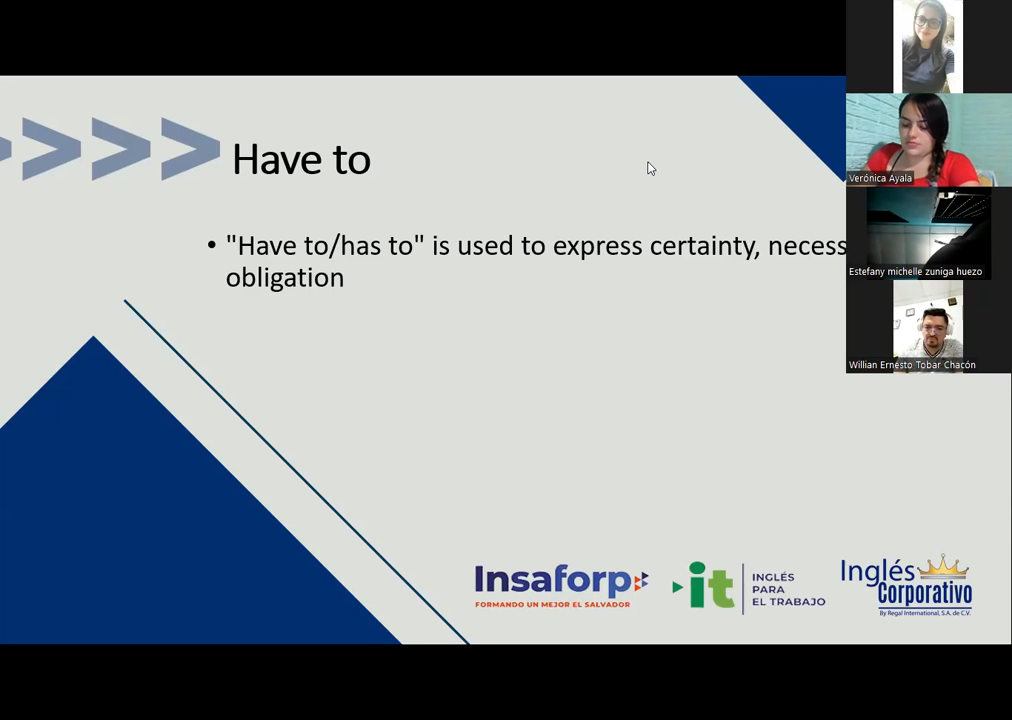 Have to
• "Have to/has to" is used to express certainty, necess
obligation
Verónica Ayala
Estefany michelle zuniga huezo
Willian Ernesto Tobar Chacón
Insaforp
FORMANDO UN MEJOR EL SALVADOR
it
INGLÉS
PARA
EL TRABAJO
Inglés
Corporativo
By Regal International, S.A. de C.V.